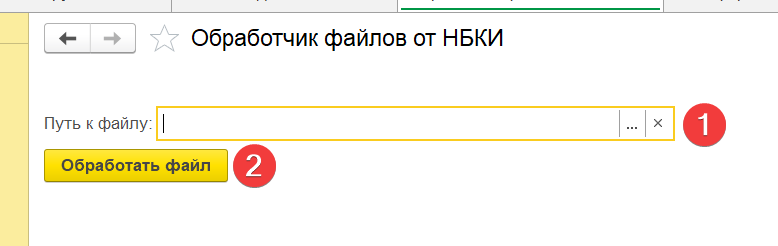 Обработчик файлов от НБКИ
Путь к файлу: ... × 1
Обработать файл 2